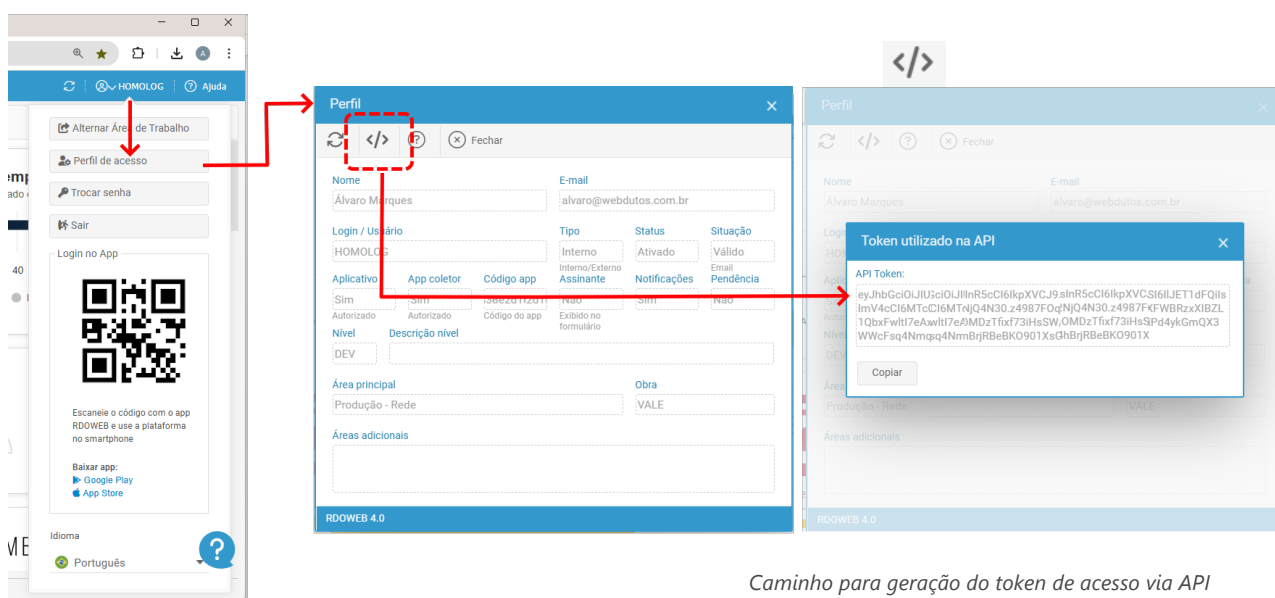 HOMOLOG
Ajuda
Alternar Área de Trabalho
Perfil de acesso
Trocar senha
Sair
Login no App
40
Escaneie o código com o app
RDOWEB e use a plataforma
no smartphone
Baixar app:
Google Play
App Store
Idioma
Português
?
Perfil
</>
Fechar
Nome
E-mail
Álvaro Marques
alvaro@webdutos.com.br
Login / Usuário
Tipo
Status
Situação
HOMOLOG
Interno
Ativado
Válido
Interno/Externo
Email
Aplicativo
App coletor
Código app
Assinante
Notificações
Pendência
Sim
Sim
Não
Sim
Não
Autorizado
Autorizado
Código do app
Exibido no
formulário
Nível
Descrição nível
DEV
Área principal
Obra
Produção - Rede
VALE
Áreas adicionais
RDOWEB 4.0
</>
Perfil
</>
Fechar
Nome
E-mail
Álvaro Marques
alvaro@webdutos.com.br
Token utilizado na API
API Token:
Copiar
DEV
Produção - Rede
VALE
Áreas adicionais
RDOWEB 4.0
Caminho para geração do token de acesso via API